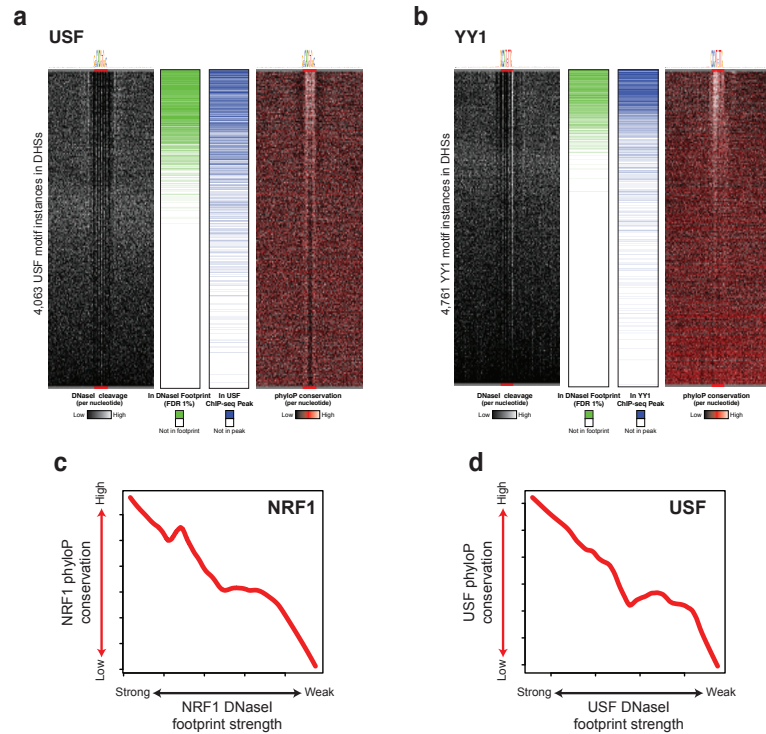 a
USF
4,063 USF motif instances in DHSs
DNaseI cleavage
(per nucleotide)
Low High
In DNaseI Footprint
(FDR 1%)
Not in footprint
In USF
ChIP-seq Peak
Not in peak
phyloP conservation
(per nucleotide)
Low High
b
YY1
4,761 YY1 motif instances in DHSs
DNaseI cleavage
(per nucleotide)
Low High
In DNaseI Footprint
(FDR 1%)
Not in footprint
In YY1
ChIP-seq Peak
Not in peak
phyloP conservation
(per nucleotide)
Low High
c
NRF1
NRF1 phyloP
conservation
High
Low
Strong Weak
NRF1 DNaseI
footprint strength
d
USF
USF phyloP
conservation
High
Low
Strong Weak
USF DNaseI
footprint strength